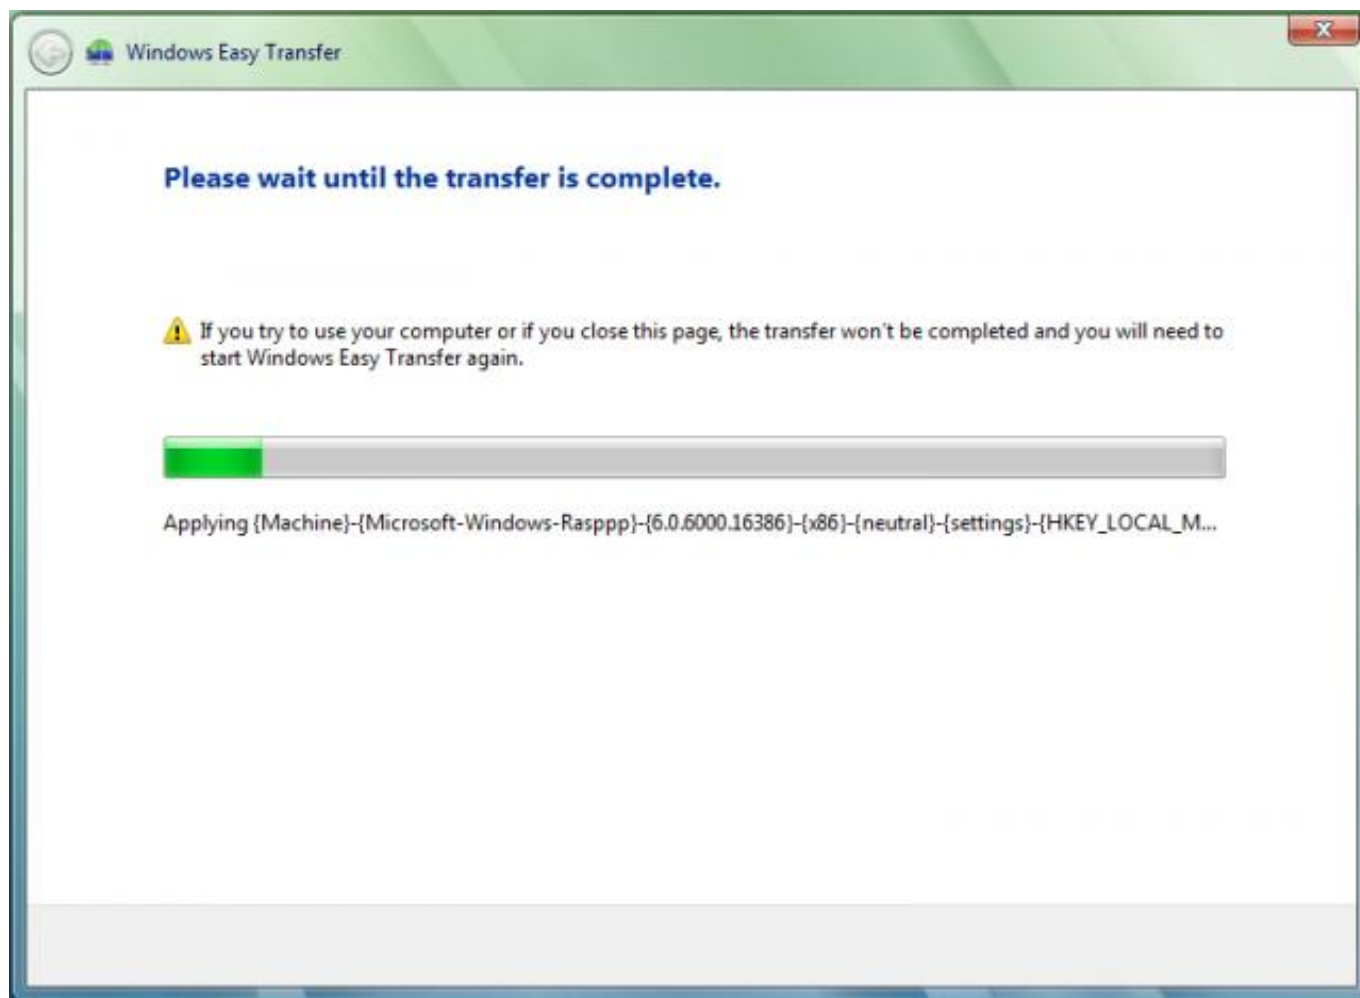 Windows Easy Transfer
Please wait until the transfer is complete.
If you try to use your computer or if you close this page, the transfer won't be completed and you will need to
start Windows Easy Transfer again.
Applying {Machine}-{Microsoft-Windows-Rasppp}-{6.0.6000.16386}-{x86}-{neutral}-{settings}-{HKEY_LOCAL_M...